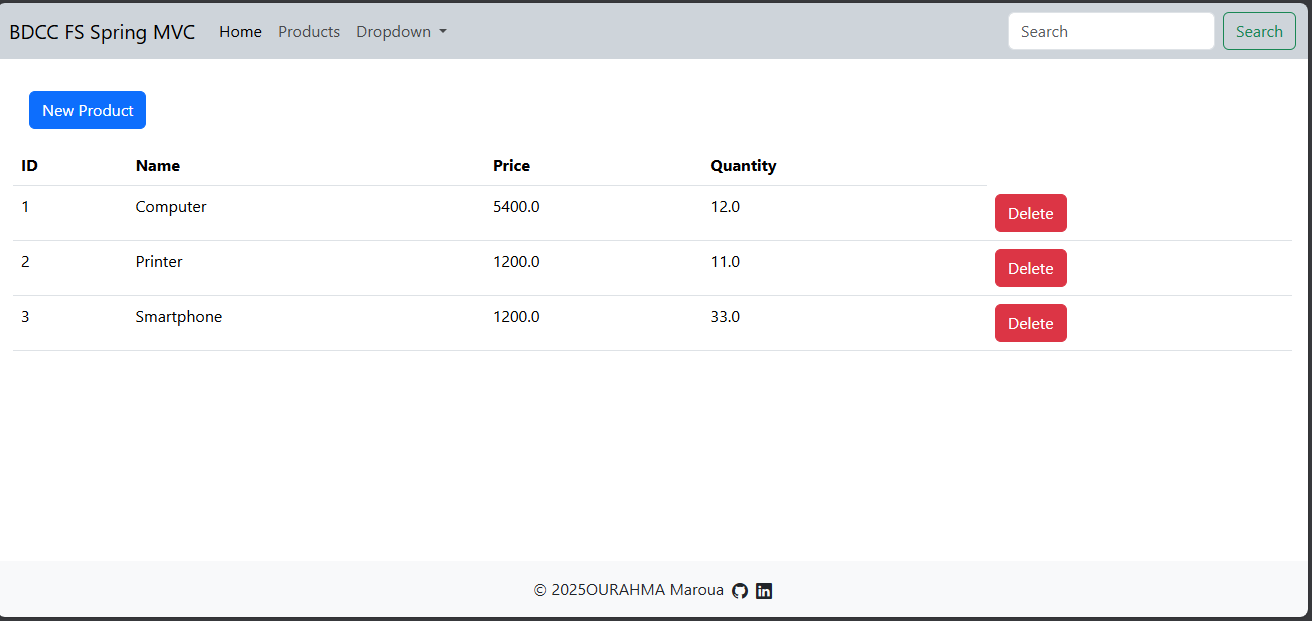 BDCC FS Spring MVC Home Products Dropdown Search Search
New Product
ID Name Price Quantity
1 Computer 5400.0 12.0 Delete
2 Printer 1200.0 11.0 Delete
3 Smartphone 1200.0 33.0 Delete
© 2025OURAHMA Maroua in